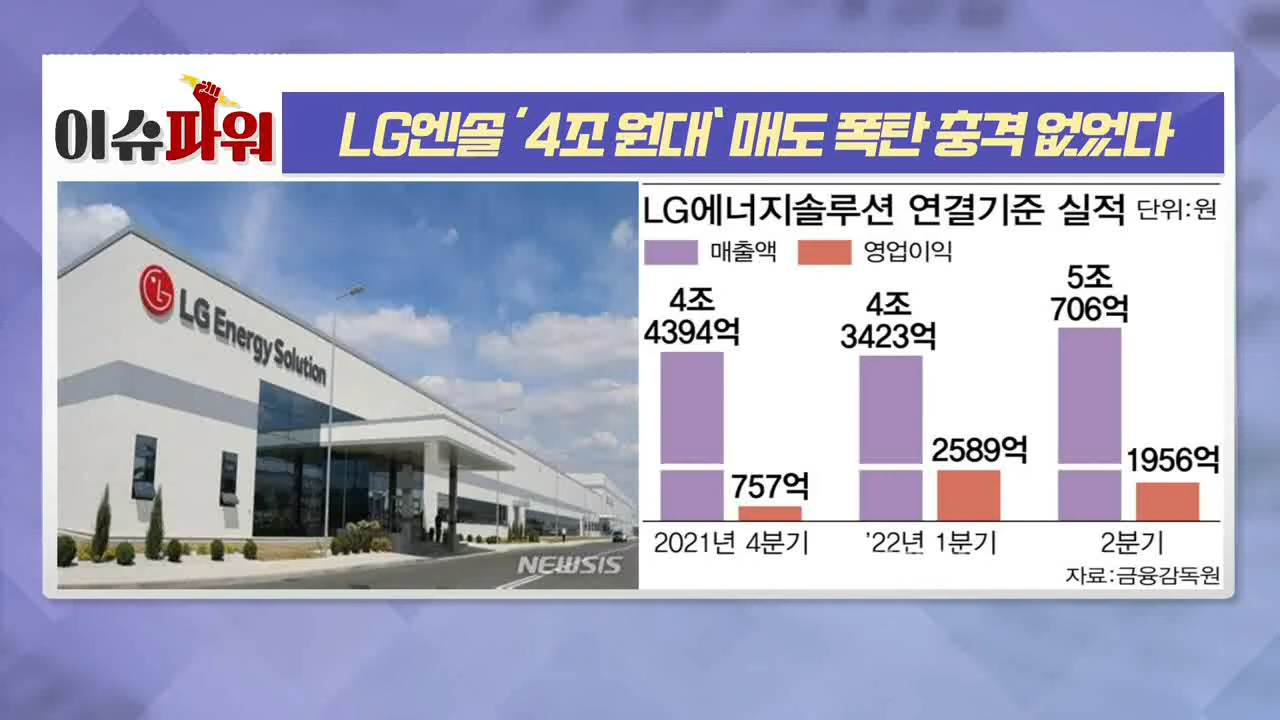 이슈파워
LG엔솔 '4조 원대' 매도 폭탄 충격 없었다
LG Energy Solution
NEWSIS
LG에너지솔루션 연결기준 실적 단위:원
매출액 영업이익
4조
4394억
757억
4조
3423억
2589억
5조
706억
1956억
2021년 4분기 '22년 1분기 2분기
자료:금융감독원